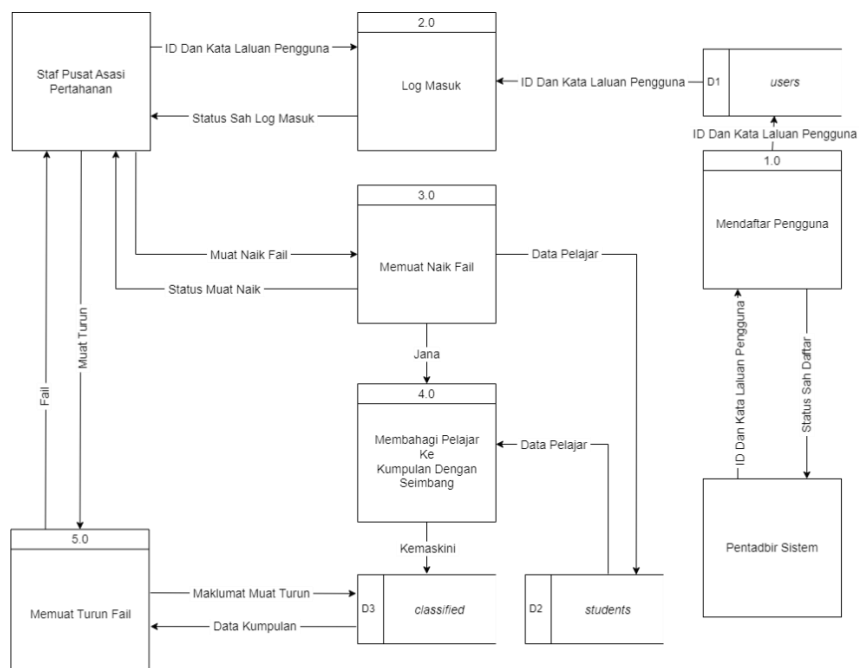 2.0
Staf Pusat Asasi
Pertahanan
ID Dan Kata Laluan Pengguna
Log Masuk
ID Dan Kata Laluan Pengguna
D1
users
Status Sah Log Masuk
ID Dan Kata Laluan Pengguna
1.0
Mendaftar Pengguna
3.0
Muat Naik Fail
Memuat Naik Fail
Data Pelajar
Status Muat Naik
Muat Turun
Fail
Jana
ID Dan Kata Laluan Pengguna
Status Sah Daftar
4.0
Membahagi Pelajar
Ke
Kumpulan Dengan
Seimbang
Data Pelajar
Pentadbir Sistem
5.0
Kemaskini
Memuat Turun Fail
Maklumat Muat Turun
Data Kumpulan
D3
classified
D2
students